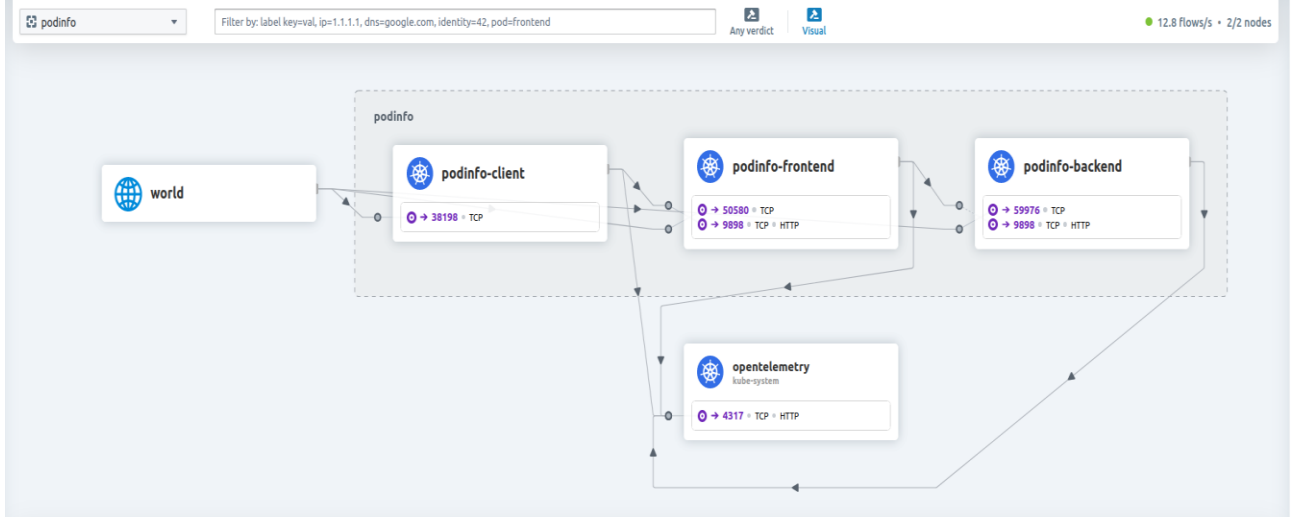 podinfo
Filter by: label key=val, ip=1.1.1.1, dns=google.com, identity=42, pod=frontend
Any verdict
Visual
12.8 flows/s • 2/2 nodes
podinfo
world
podinfo-client
→ 38198 • TCP
podinfo-frontend
→ 50580 • TCP
→ 9898 • TCP • HTTP
podinfo-backend
→ 59976 • TCP
→ 9898 • TCP • HTTP
opentelemetry
kube-system
→ 4317 • TCP • HTTP